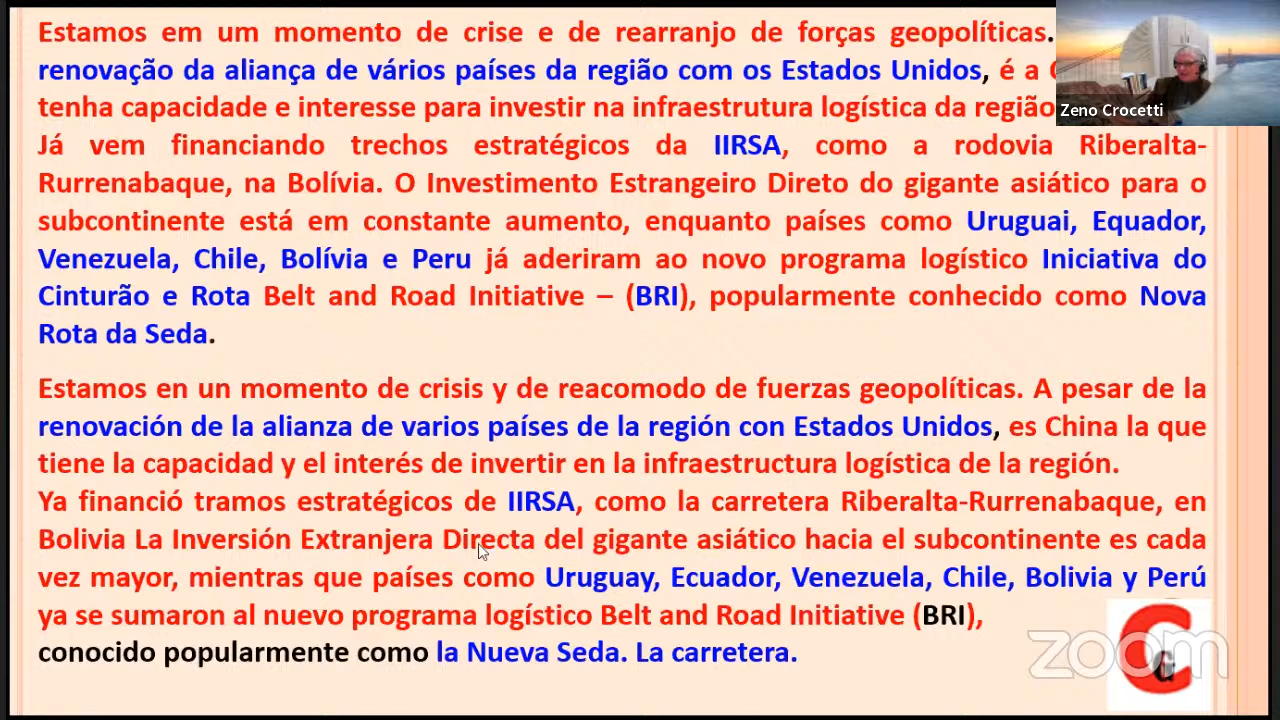 Estamos em um momento de crise e de rearranjo de forças geopolíticas.
renovação da aliança de vários países da região com os Estados Unidos, é a
tenha capacidade e interesse para investir na infraestrutura logística da região
Já vem financiando trechos estratégicos da IIRSA, como a rodovia Riberalta-
Rurrenabaque, na Bolívia. O Investimento Estrangeiro Direto do gigante asiático para o
subcontinente está em constante aumento, enquanto países como Uruguai, Equador,
Venezuela, Chile, Bolívia e Peru já aderiram ao novo programa logístico Iniciativa do
Cinturão e Rota Belt and Road Initiative – (BRI), popularmente conhecido como Nova
Rota da Seda.
Estamos en un momento de crisis y de reacomodo de fuerzas geopolíticas. A pesar de la
renovación de la alianza de varios países de la región con Estados Unidos, es China la que
tiene la capacidad y el interés de invertir en la infraestructura logística de la región.
Ya financió tramos estratégicos de IIRSA, como la carretera Riberalta-Rurrenabaque, en
Bolivia La Inversión Extranjera Directa del gigante asiático hacia el subcontinente es cada
vez mayor, mientras que países como Uruguay, Ecuador, Venezuela, Chile, Bolivia y Perú
ya se sumaron al nuevo programa logístico Belt and Road Initiative (BRI),
conocido popularmente como la Nueva Seda. La carretera.
Zeno Crocetti
zoom